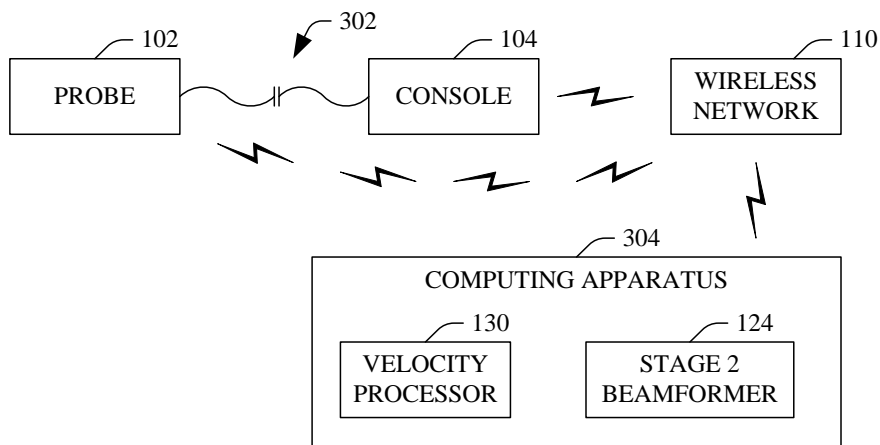 102
302
104
110
PROBE
CONSOLE
WIRELESS
NETWORK
304
COMPUTING APPARATUS
130
124
VELOCITY
PROCESSOR
STAGE 2
BEAMFORMER